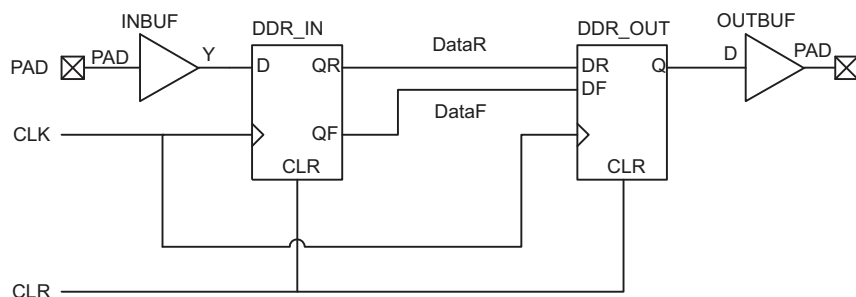 INBUF
OUTBUF
DDR_IN
DDR_OUT
DataR
PAD
PAD
Y
D
QR
DR
Q
D
PAD
DF
DataF
CLK
QF
CLR
CLR
CLR